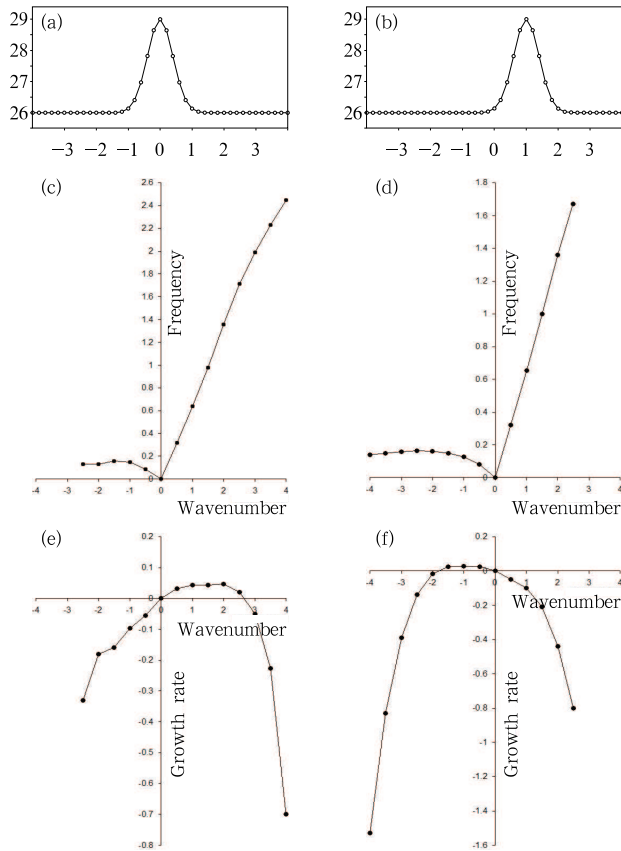 (a)
29
28
27
26
−3 −2 −1 0 1 2 3
(b)
29
28
27
26
−3 −2 −1 0 1 2 3
(c)
2.6
2.4
2.2
2
1.8
1.6
1.4
1.2
1
0.8
0.6
0.4
0.2
0
Frequency
-4 -3 -2 -1 0 1 2 3 4
Wavenumber
(d)
1.8
1.6
1.4
1.2
1
0.8
0.6
0.4
0.2
0
Frequency
-4 -3 -2 -1 0 1 2 3 4
Wavenumber
(e)
0.2
0.1
0
-0.1
-0.2
-0.3
-0.4
-0.5
-0.6
-0.7
-0.8
-4 -3 -2 -1 0 1 2 3 4
Wavenumber
Growth rate
(f)
0.2
0
-0.2
-0.4
-0.6
-0.8
-1
-1.2
-1.4
-1.6
-4 -3 -2 -1 0 1 2 3 4
Wavenumber
Growth rate